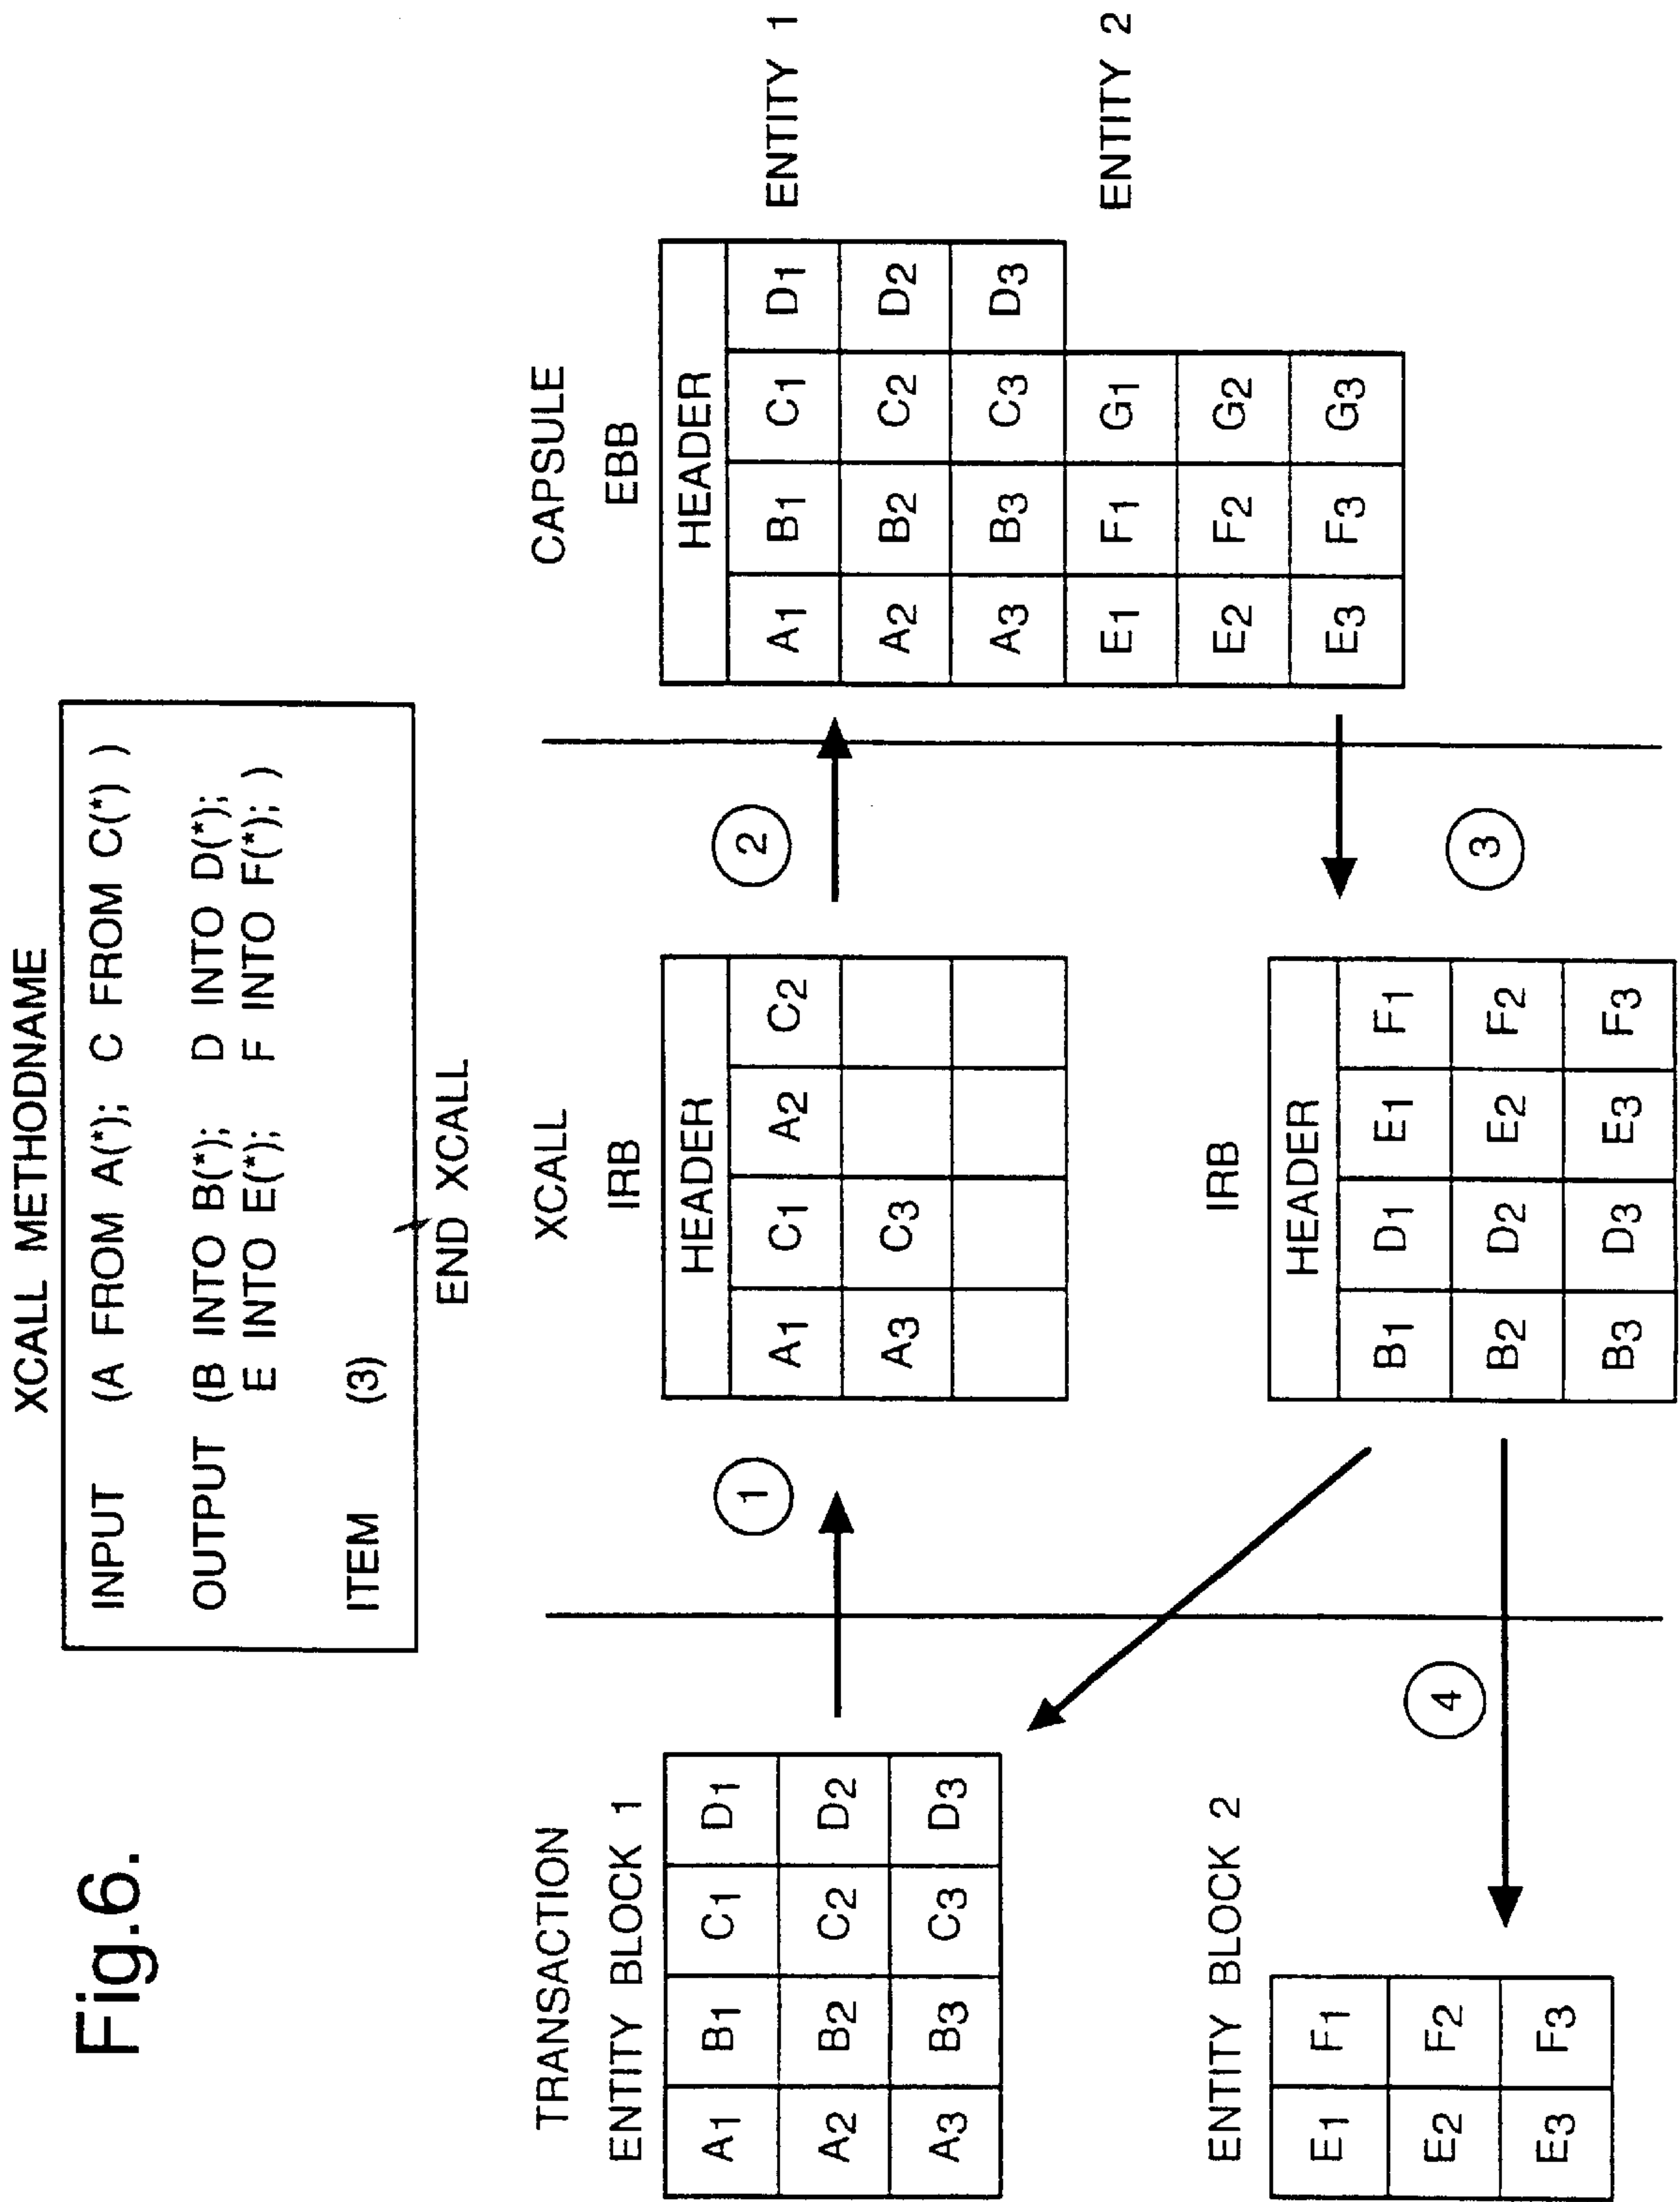 Fig.6.
XCALL METHODNAME
INPUT (A FROM A(*); C FROM C(*) )
OUTPUT (B INTO B(*); D INTO D(*);
E INTO E(*); F INTO F(*); )
ITEM (3)
END XCALL
TRANSACTION
ENTITY BLOCK 1
A1 B1 C1 D1
A2 B2 C2 D2
A3 B3 C3 D3
ENTITY BLOCK 2
E1 F1
E2 F2
E3 F3
1
XCALL
IRB
HEADER
A1 C1 A2 C2
A3 C3
2
IRB
HEADER
B1 D1 E1 F1
B2 D2 E2 F2
B3 D3 E3 F3
3
4
CAPSULE
EBB
HEADER
A1 B1 C1 D1
A2 B2 C2 D2
A3 B3 C3 D3
E1 F1 G1
E2 F2 G2
E3 F3 G3
ENTITY 1
ENTITY 2